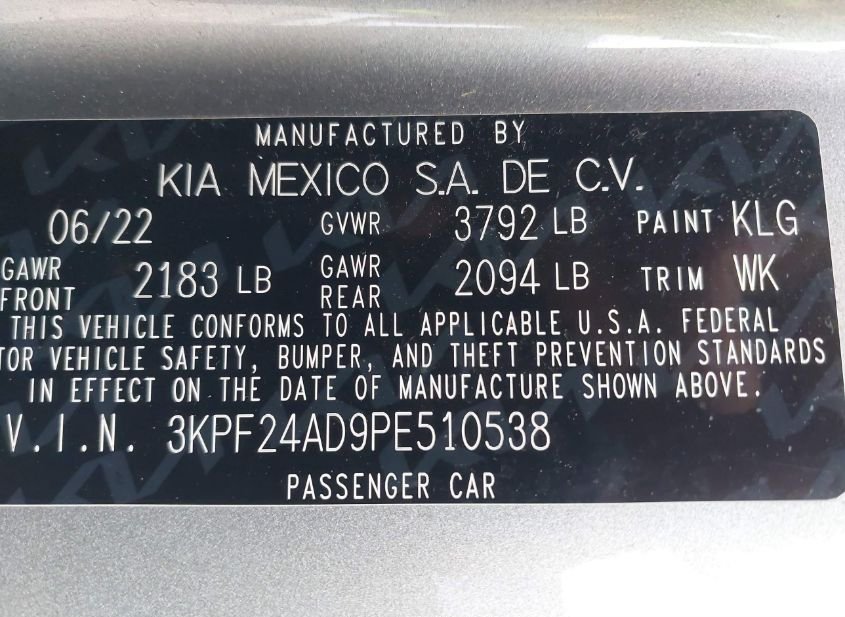 MANUFACTURED BY
KIA MEXICO S.A. DE C.V.
06/22 GVWR 3792 LB PAINT KLG
GAWR FRONT 2183 LB GAWR REAR 2094 LB TRIM WK
THIS VEHICLE CONFORMS TO ALL APPLICABLE U.S.A. FEDERAL
TOR VEHICLE SAFETY, BUMPER, AND THEFT PREVENTION STANDARDS
IN EFFECT ON THE DATE OF MANUFACTURE SHOWN ABOVE.
V.I.N. 3KPF24AD9PE510538
PASSENGER CAR